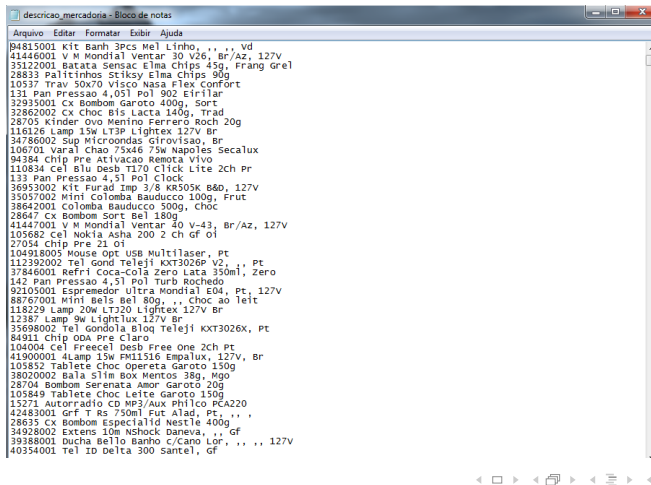 descricao_mercadoria - Bloco de notas
Arquivo Editar Formatar Exibir Ajuda
94815001 Kit Banh 3Pcs Mel Linho, ,, ,, Vd
41446001 V M Mondial Ventar 30 V26, Br/Az, 127V
35122001 Batata Sensac Elma Chips 45g, Frang Grel
28833 Palitinhos Stiksy Elma Chips 90g
10537 Trav 50x70 Visco Nasa Flex Confort
131 Pan Pressao 4,05l Pol 902 Eirilar
32935001 Cx Bombom Garoto 400g, Sort
32862002 Cx Choc Bis Lacta 140g, Trad
28705 Kinder Ovo Menino Ferrero Roch 20g
116126 Lamp 15W LT3P Lightex 127V Br
34786002 Sup Microondas Girovisao, Br
106701 Varal Chao 75x46 75W Napoles Secalux
94384 Chip Pre Ativacao Remota Vivo
110834 Cel Blu Desb T170 Click Lite 2Ch Pr
133 Pan Pressao 4,5l Pol Clock
36953002 Kit Furad Imp 3/8 KR505K B&D, 127V
35057002 Mini Colomba Bauducco 100g, Frut
38642001 Colomba Bauducco 500g, Choc
28647 Cx Bombom Sort Bel 180g
41447001 V M Mondial Ventar 40 V-43, Br/Az, 127V
105682 Cel Nokia Asha 200 2 Ch Gf Oi
27054 Chip Pre 21 Oi
104918005 Mouse Opt USB Multilaser, Pt
112392002 Tel Gond Teleji KXT3026P V2, ,, Pt
37846001 Refri Coca-Cola Zero Lata 350ml, Zero
142 Pan Pressao 4,5l Pol Turb Rochedo
92105001 Espremedor Ultra Mondial E04, Pt, 127V
88767001 Mini Bels Bel 80g, ,, Choc ao leit
118229 Lamp 20W LTJ20 Lightex 127V Br
12387 Lamp 9W Lightlux 127V Br
35698002 Tel Gondola Bloq Teleji KXT3026X, Pt
84911 Chip ODA Pre Claro
104004 Cel Freecel Desb Free One 2Ch Pt
41900001 4Lamp 15W FM11516 Empalux, 127V, Br
105852 Tablete Choc Opereta Garoto 150g
38020002 Bala Slim Box Mentos 38g, Mgo
28704 Bombom Serenata Amor Garoto 20g
105849 Tablete Choc Leite Garoto 150g
15271 Autorradio CD MP3/Aux Philco PCA220
42483001 Grf T Rs 750ml Fut Alad, Pt, ,, ,
28635 Cx Bombom Especialid Nestle 400g
34928002 Extens 10m NShock Daneva, ,, Gf
39388001 Ducha Bello Banho c/Cano Lor, ,, ,, 127V
40354001 Tel ID Delta 300 Santel, Gf